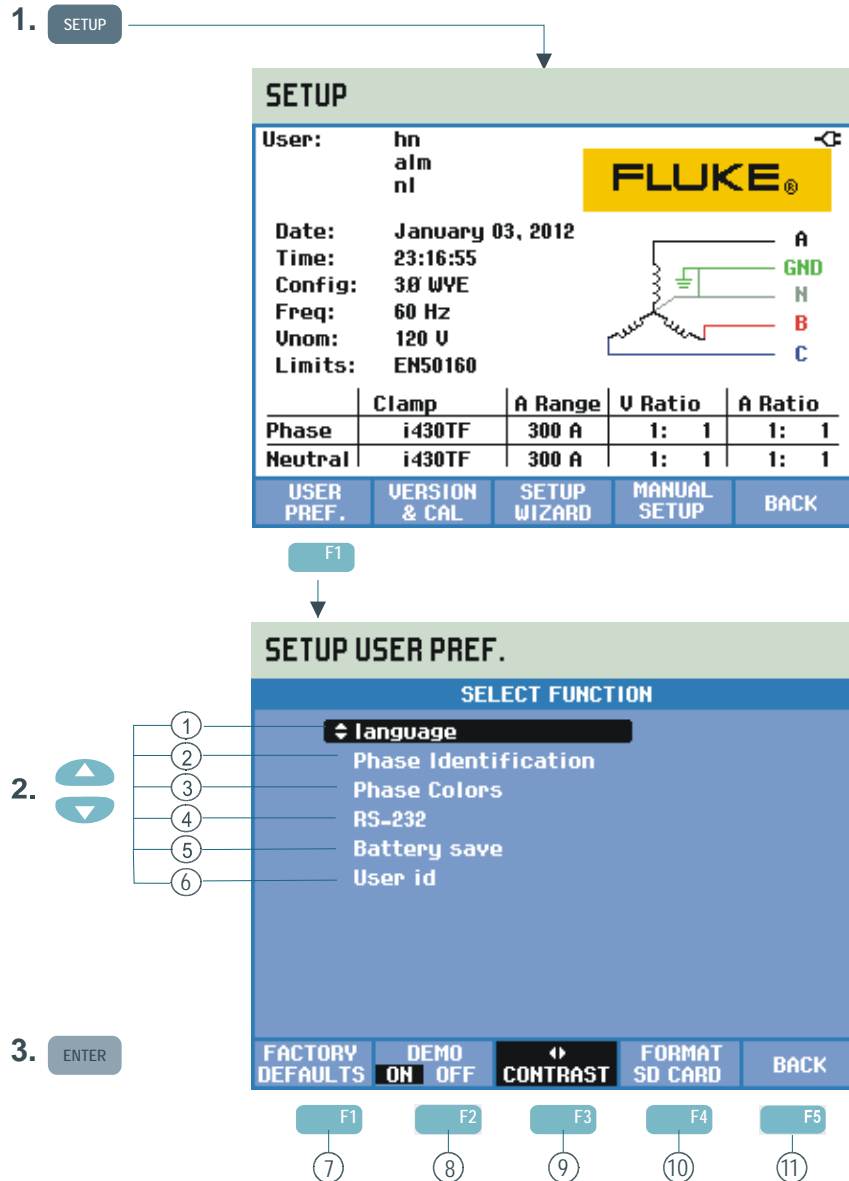 1. SETUP
SETUP
User: hn
alm
nl
FLUKE®
Date: January 03, 2012
Time: 23:16:55
Config: 3Ø WYE
Freq: 60 Hz
Vnom: 120 V
Limits: EN50160
A
GND
N
B
C
Clamp A Range V Ratio A Ratio
Phase i430TF 300 A 1: 1 1: 1
Neutral i430TF 300 A 1: 1 1: 1
USER PREF. VERSION & CAL SETUP WIZARD MANUAL SETUP BACK
F1
SETUP USER PREF.
SELECT FUNCTION
1 language
2 Phase Identification
2. 3 Phase Colors
4 RS-232
5 Battery save
6 User id
3. ENTER
FACTORY DEFAULTS DEMO ON OFF CONTRAST FORMAT SD CARD BACK
F1 F2 F3 F4 F5
7 8 9 10 11